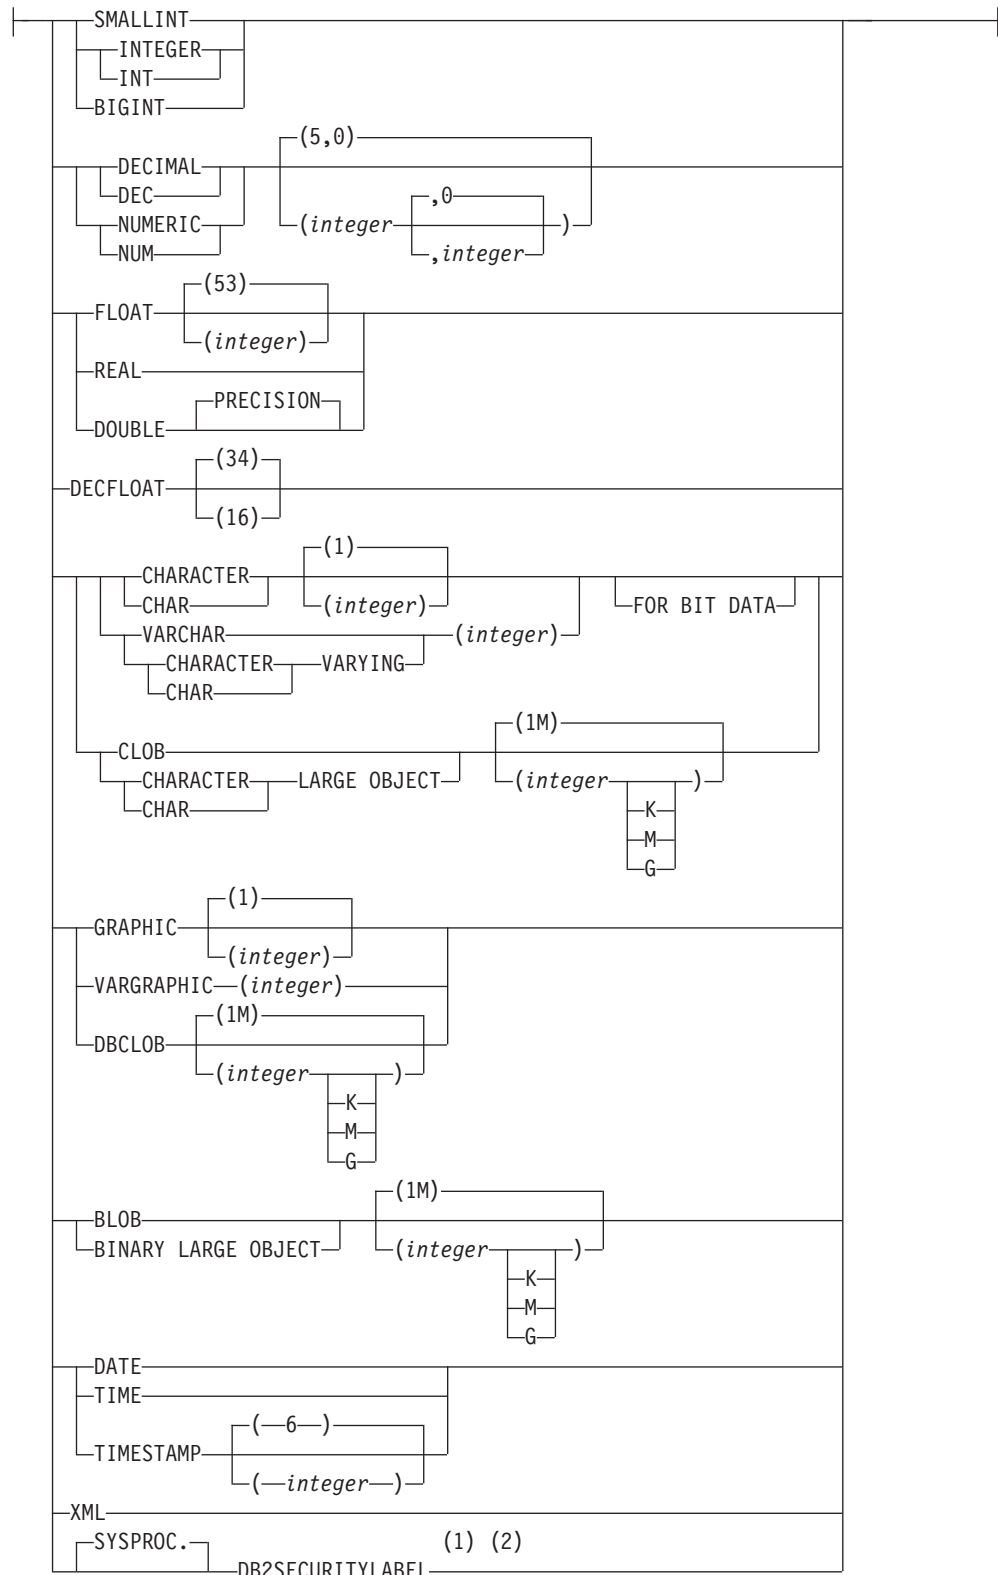 SMALLINT
INTEGER
INT
BIGINT
(5,0)
DECIMAL
DEC
(integer
,0
)
NUMERIC
NUM
,integer
(53)
FLOAT
(integer)
REAL
PRECISION
DOUBLE
(34)
DECFLOAT
(16)
(1)
CHARACTER
CHAR
(integer)
FOR BIT DATA
VARCHAR
(integer)
CHARACTER
VARYING
CHAR
(1M)
CLOB
CHARACTER
LARGE OBJECT
(integer
)
CHAR
K
M
G
(1)
GRAPHIC
(integer)
VARGRAPHIC
(integer)
(1M)
DBCLOB
(integer
)
K
M
G
(1M)
BLOB
BINARY LARGE OBJECT
(integer
)
K
M
G
DATE
TIME
( 6 )
TIMESTAMP
( integer )
XML
SYSPROC.
(1) (2)
DB2SECURITYLABEL